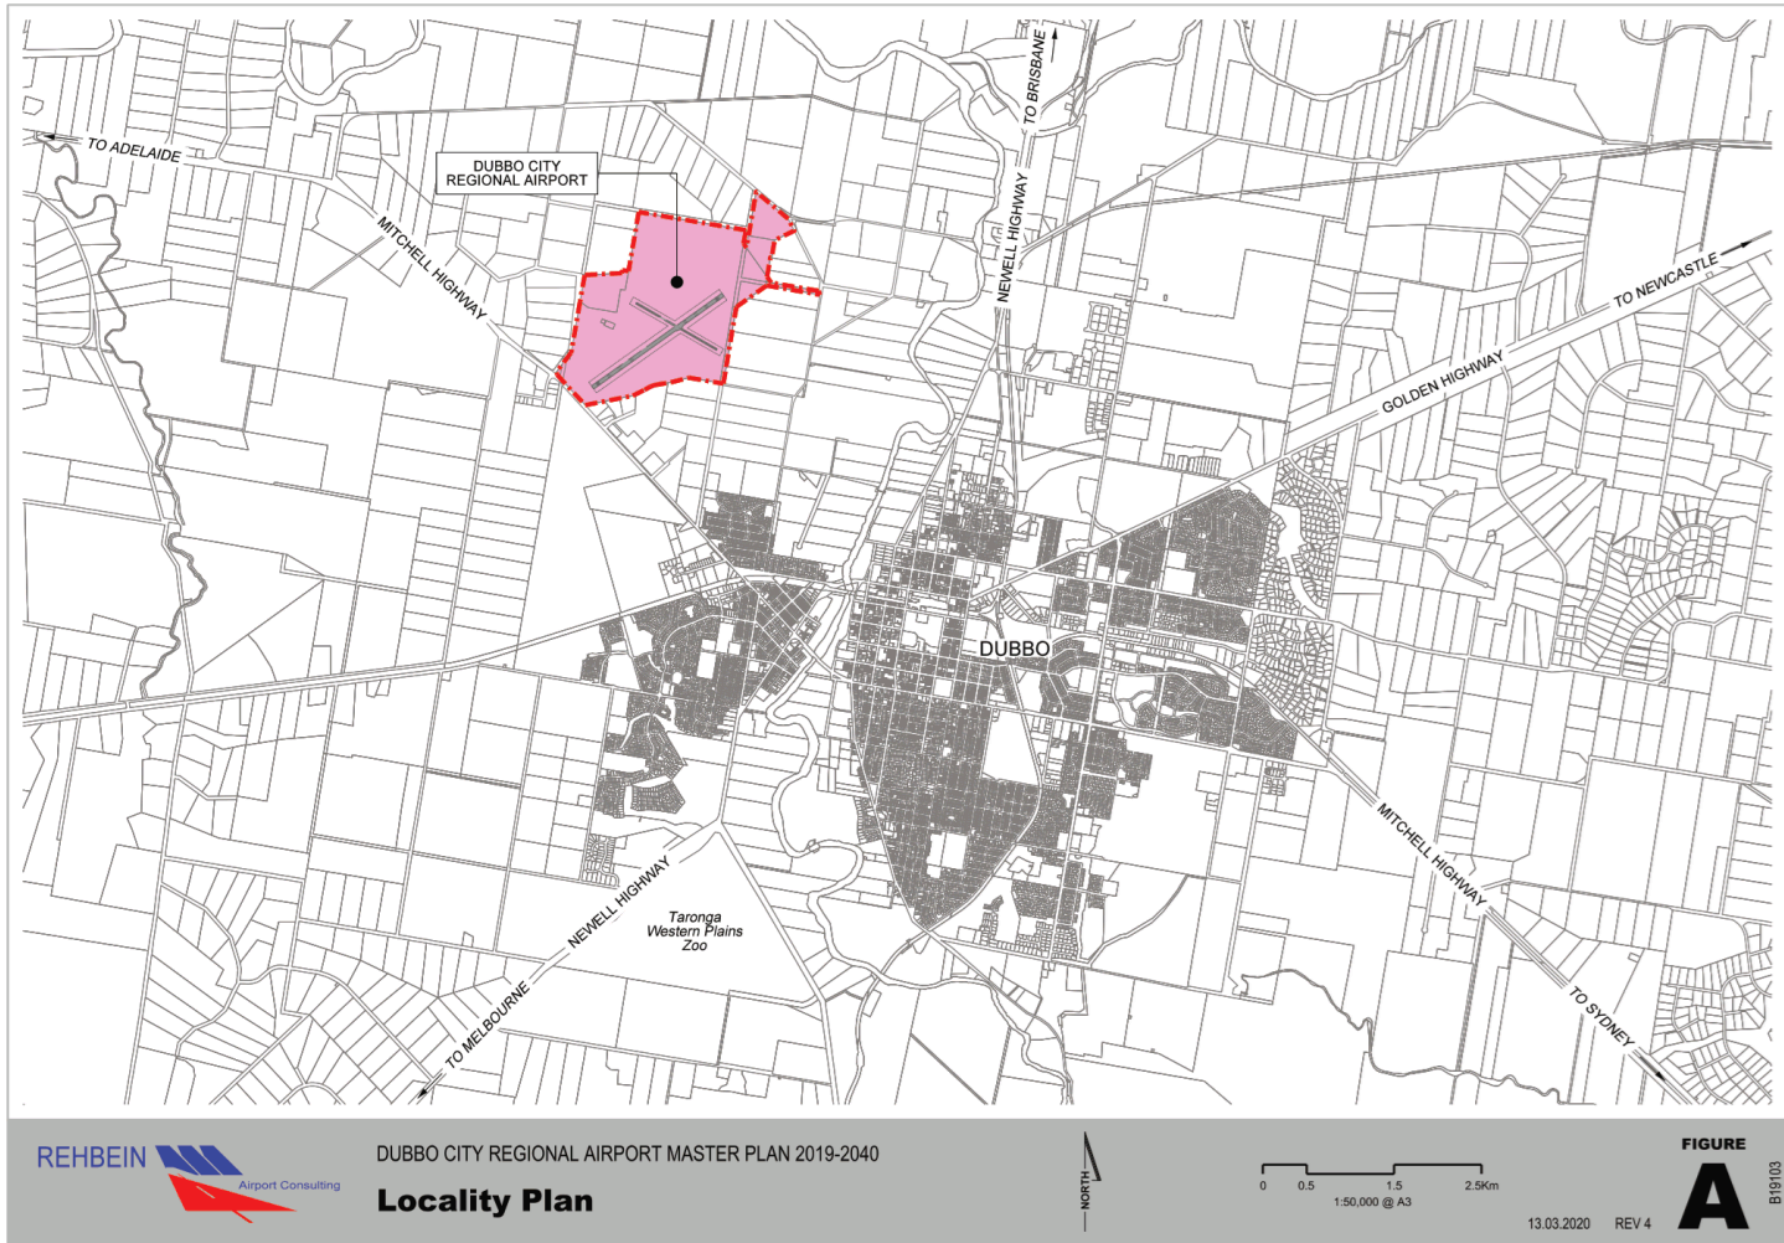 TO BRISBANE
TO ADELAIDE
DUBBO CITY
REGIONAL AIRPORT
MITCHELL HIGHWAY
NEWELL HIGHWAY
TO NEWCASTLE
GOLDEN HIGHWAY
DUBBO
MITCHELL HIGHWAY
NEWELL HIGHWAY
Taronga
Western Plains
Zoo
TO MELBOURNE
TO SYDNEY
REHBEIN
Airport Consulting
DUBBO CITY REGIONAL AIRPORT MASTER PLAN 2019-2040
Locality Plan
NORTH
0 0.5 1.5 2.5Km
1:50,000 @ A3
FIGURE
A
13.03.2020 REV 4
B19103